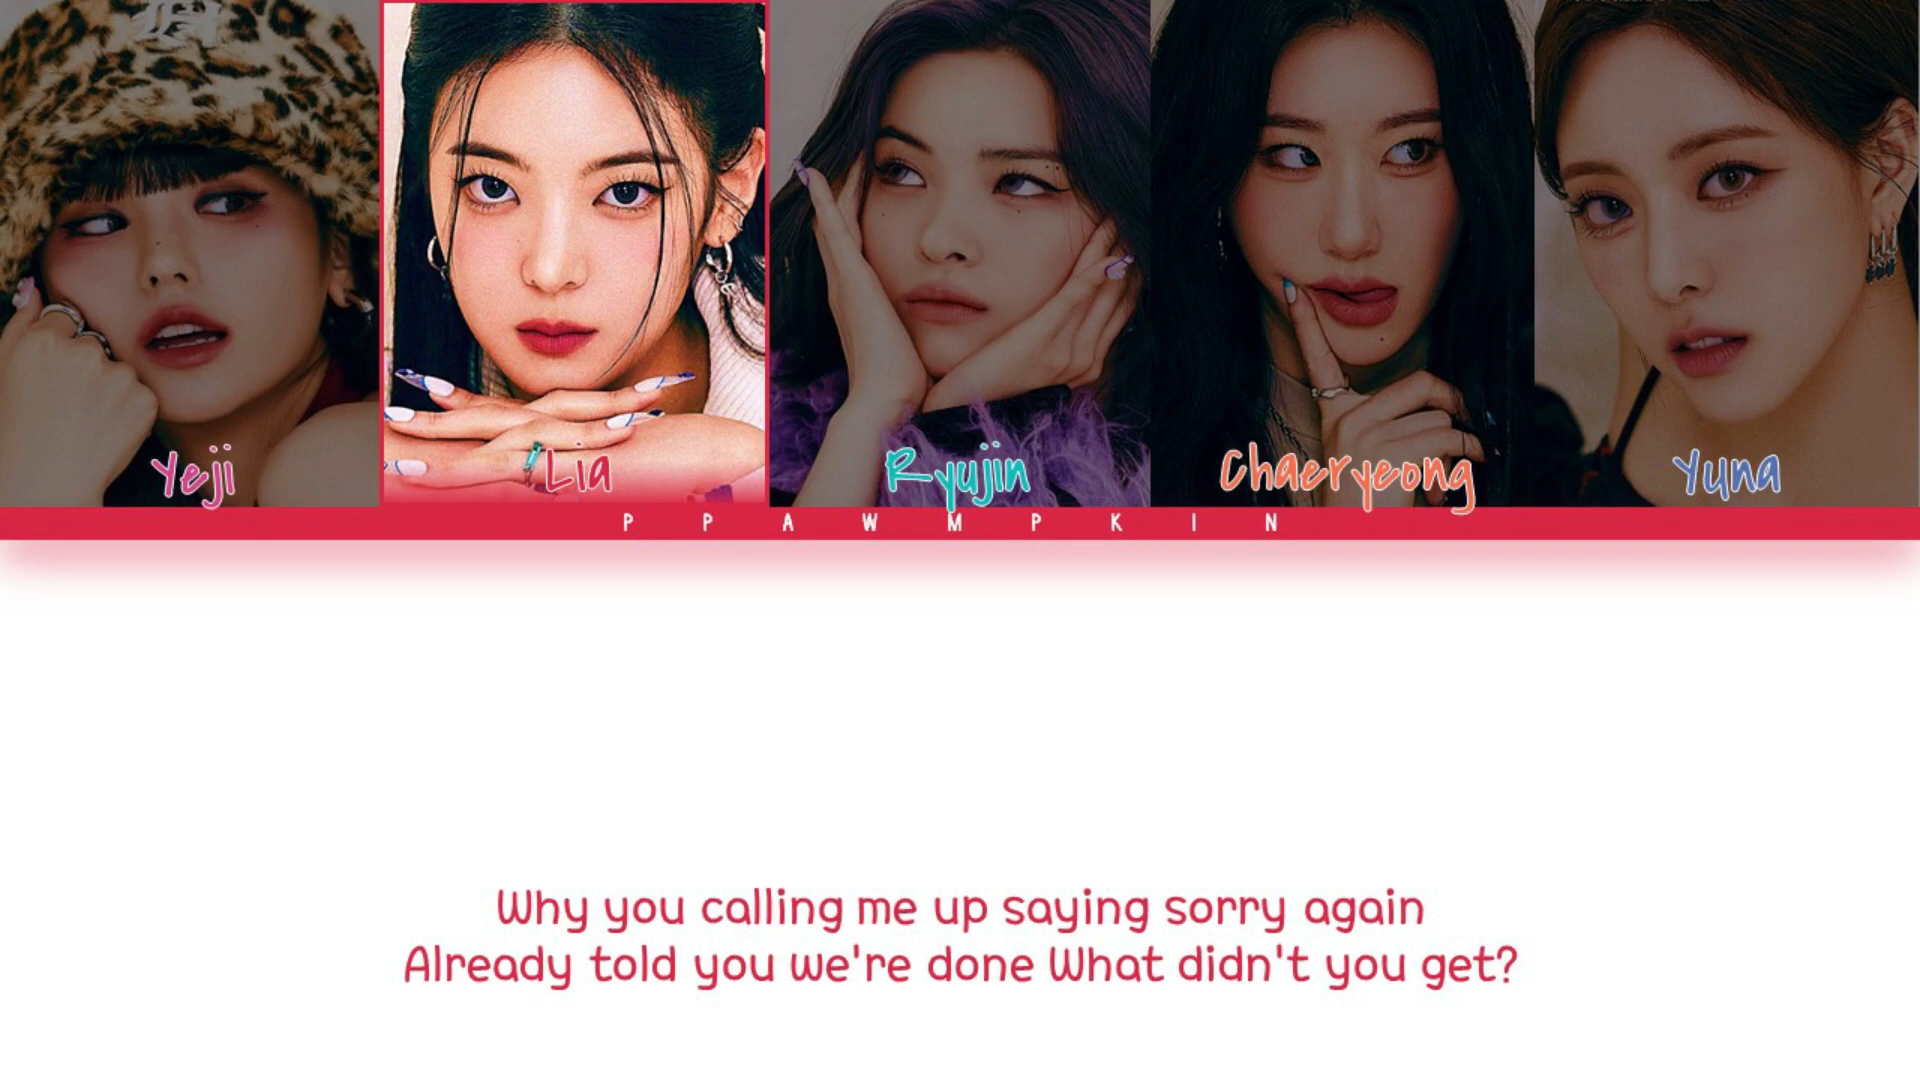 Yeji
Lia
Ryujin
Chaeryeong
Yuna
PPAWMPKIN
Why you calling me up saying sorry again
Already told you we're done What didn't you get?